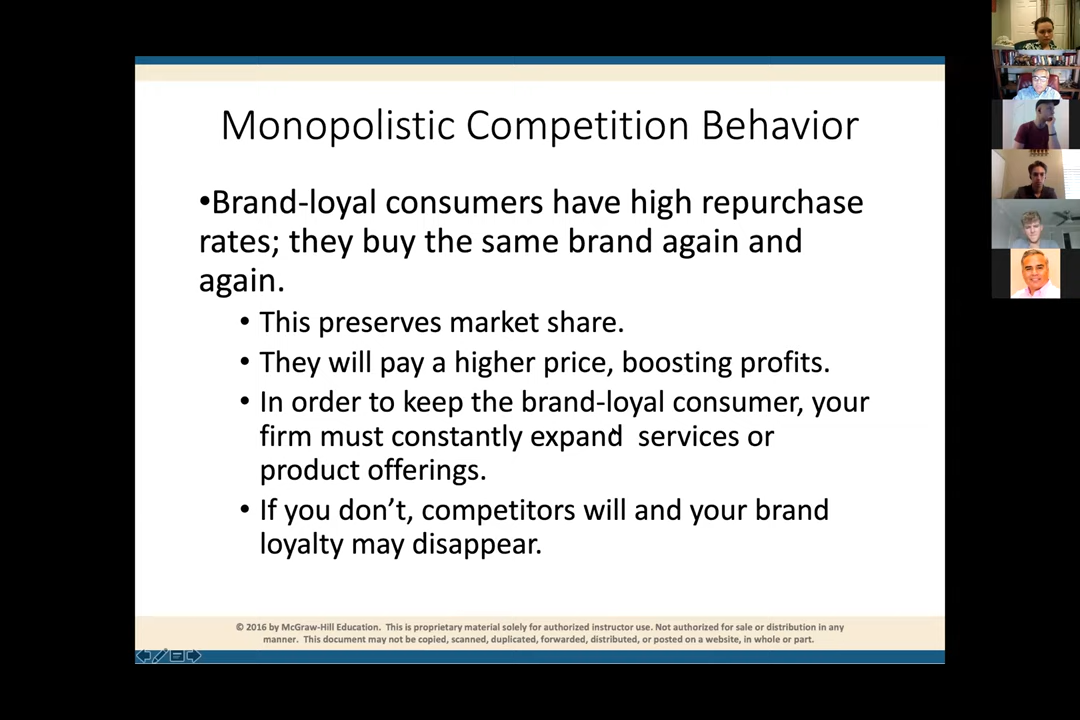 Monopolistic Competition Behavior
•Brand-loyal consumers have high repurchase
rates; they buy the same brand again and
again.
• This preserves market share.
• They will pay a higher price, boosting profits.
• In order to keep the brand-loyal consumer, your
firm must constantly expand  services or
product offerings.
• If you don’t, competitors will and your brand
loyalty may disappear.
© 2016 by McGraw-Hill Education.  This is proprietary material solely for authorized instructor use. Not authorized for sale or distribution in any
manner.  This document may not be copied, scanned, duplicated, forwarded, distributed, or posted on a website, in whole or part.